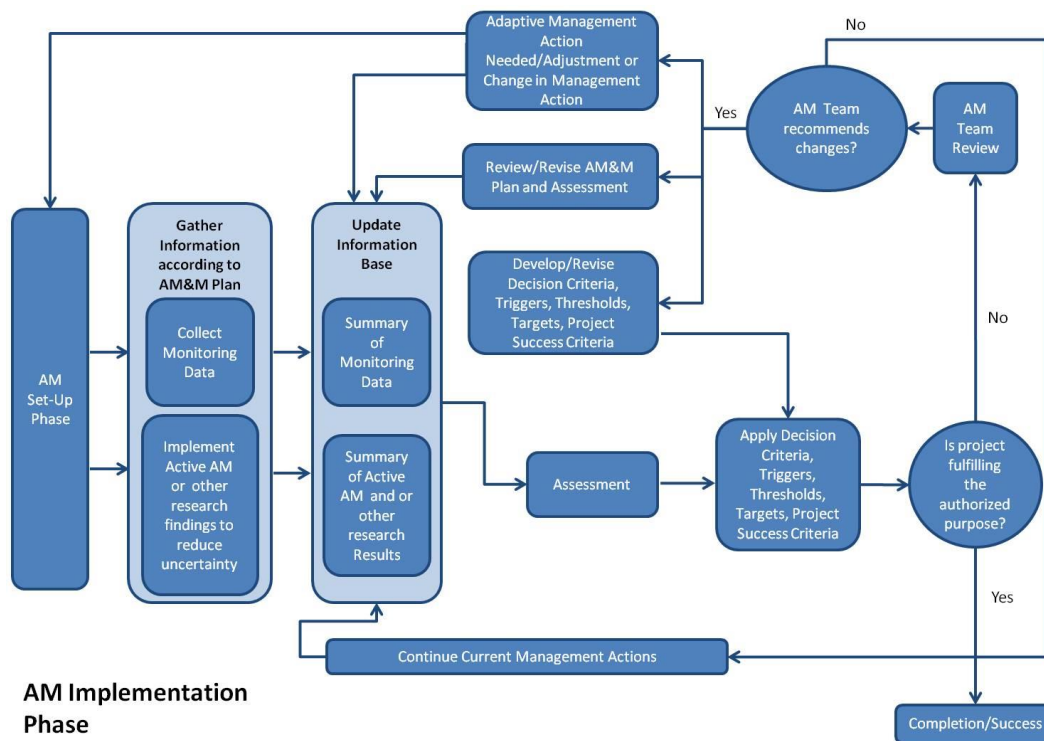 Adaptive Management
Action
Needed/Adjustment or
Change in Management
Action
No
AM Team
recommends
changes?
Yes
AM
Team
Review
Review/Revise AM&M
Plan and Assessment
Gather
Information
according to
AM&M Plan
Update
Information
Base
Develop/Revise
Decision Criteria,
Triggers, Thresholds,
Targets, Project
Success Criteria
No
Collect
Monitoring
Data
Summary
of
Monitoring
Data
AM
Set-Up
Phase
Implement
Active AM
or other
research
findings to
reduce
uncertainty
Summary
of Active
AM and or
other
research
Results
Assessment
Apply Decision
Criteria,
Triggers,
Thresholds,
Targets, Project
Success Criteria
Is project
fulfilling
the
authorized
purpose?
Yes
Continue Current Management Actions
AM Implementation
Phase
Completion/Success